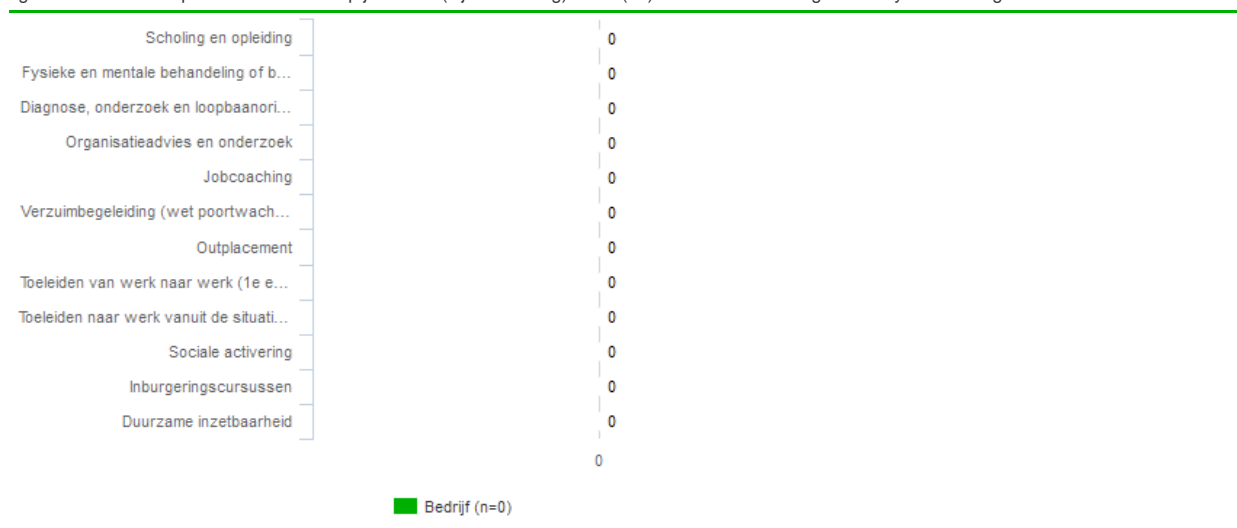 Scholing en opleiding 0
Fysieke en mentale behandeling of b... 0
Diagnose, onderzoek en loopbaanori... 0
Organisatieadvies en onderzoek 0
Jobcoaching 0
Verzuimbegeleiding (wet poortwach... 0
Outplacement 0
Toeleiden van werk naar werk (1e e... 0
Toeleiden naar werk vanuit de situati... 0
Sociale activering 0
Inburgeringscursussen 0
Duurzame inzetbaarheid 0
0
Bedrijf (n=0)